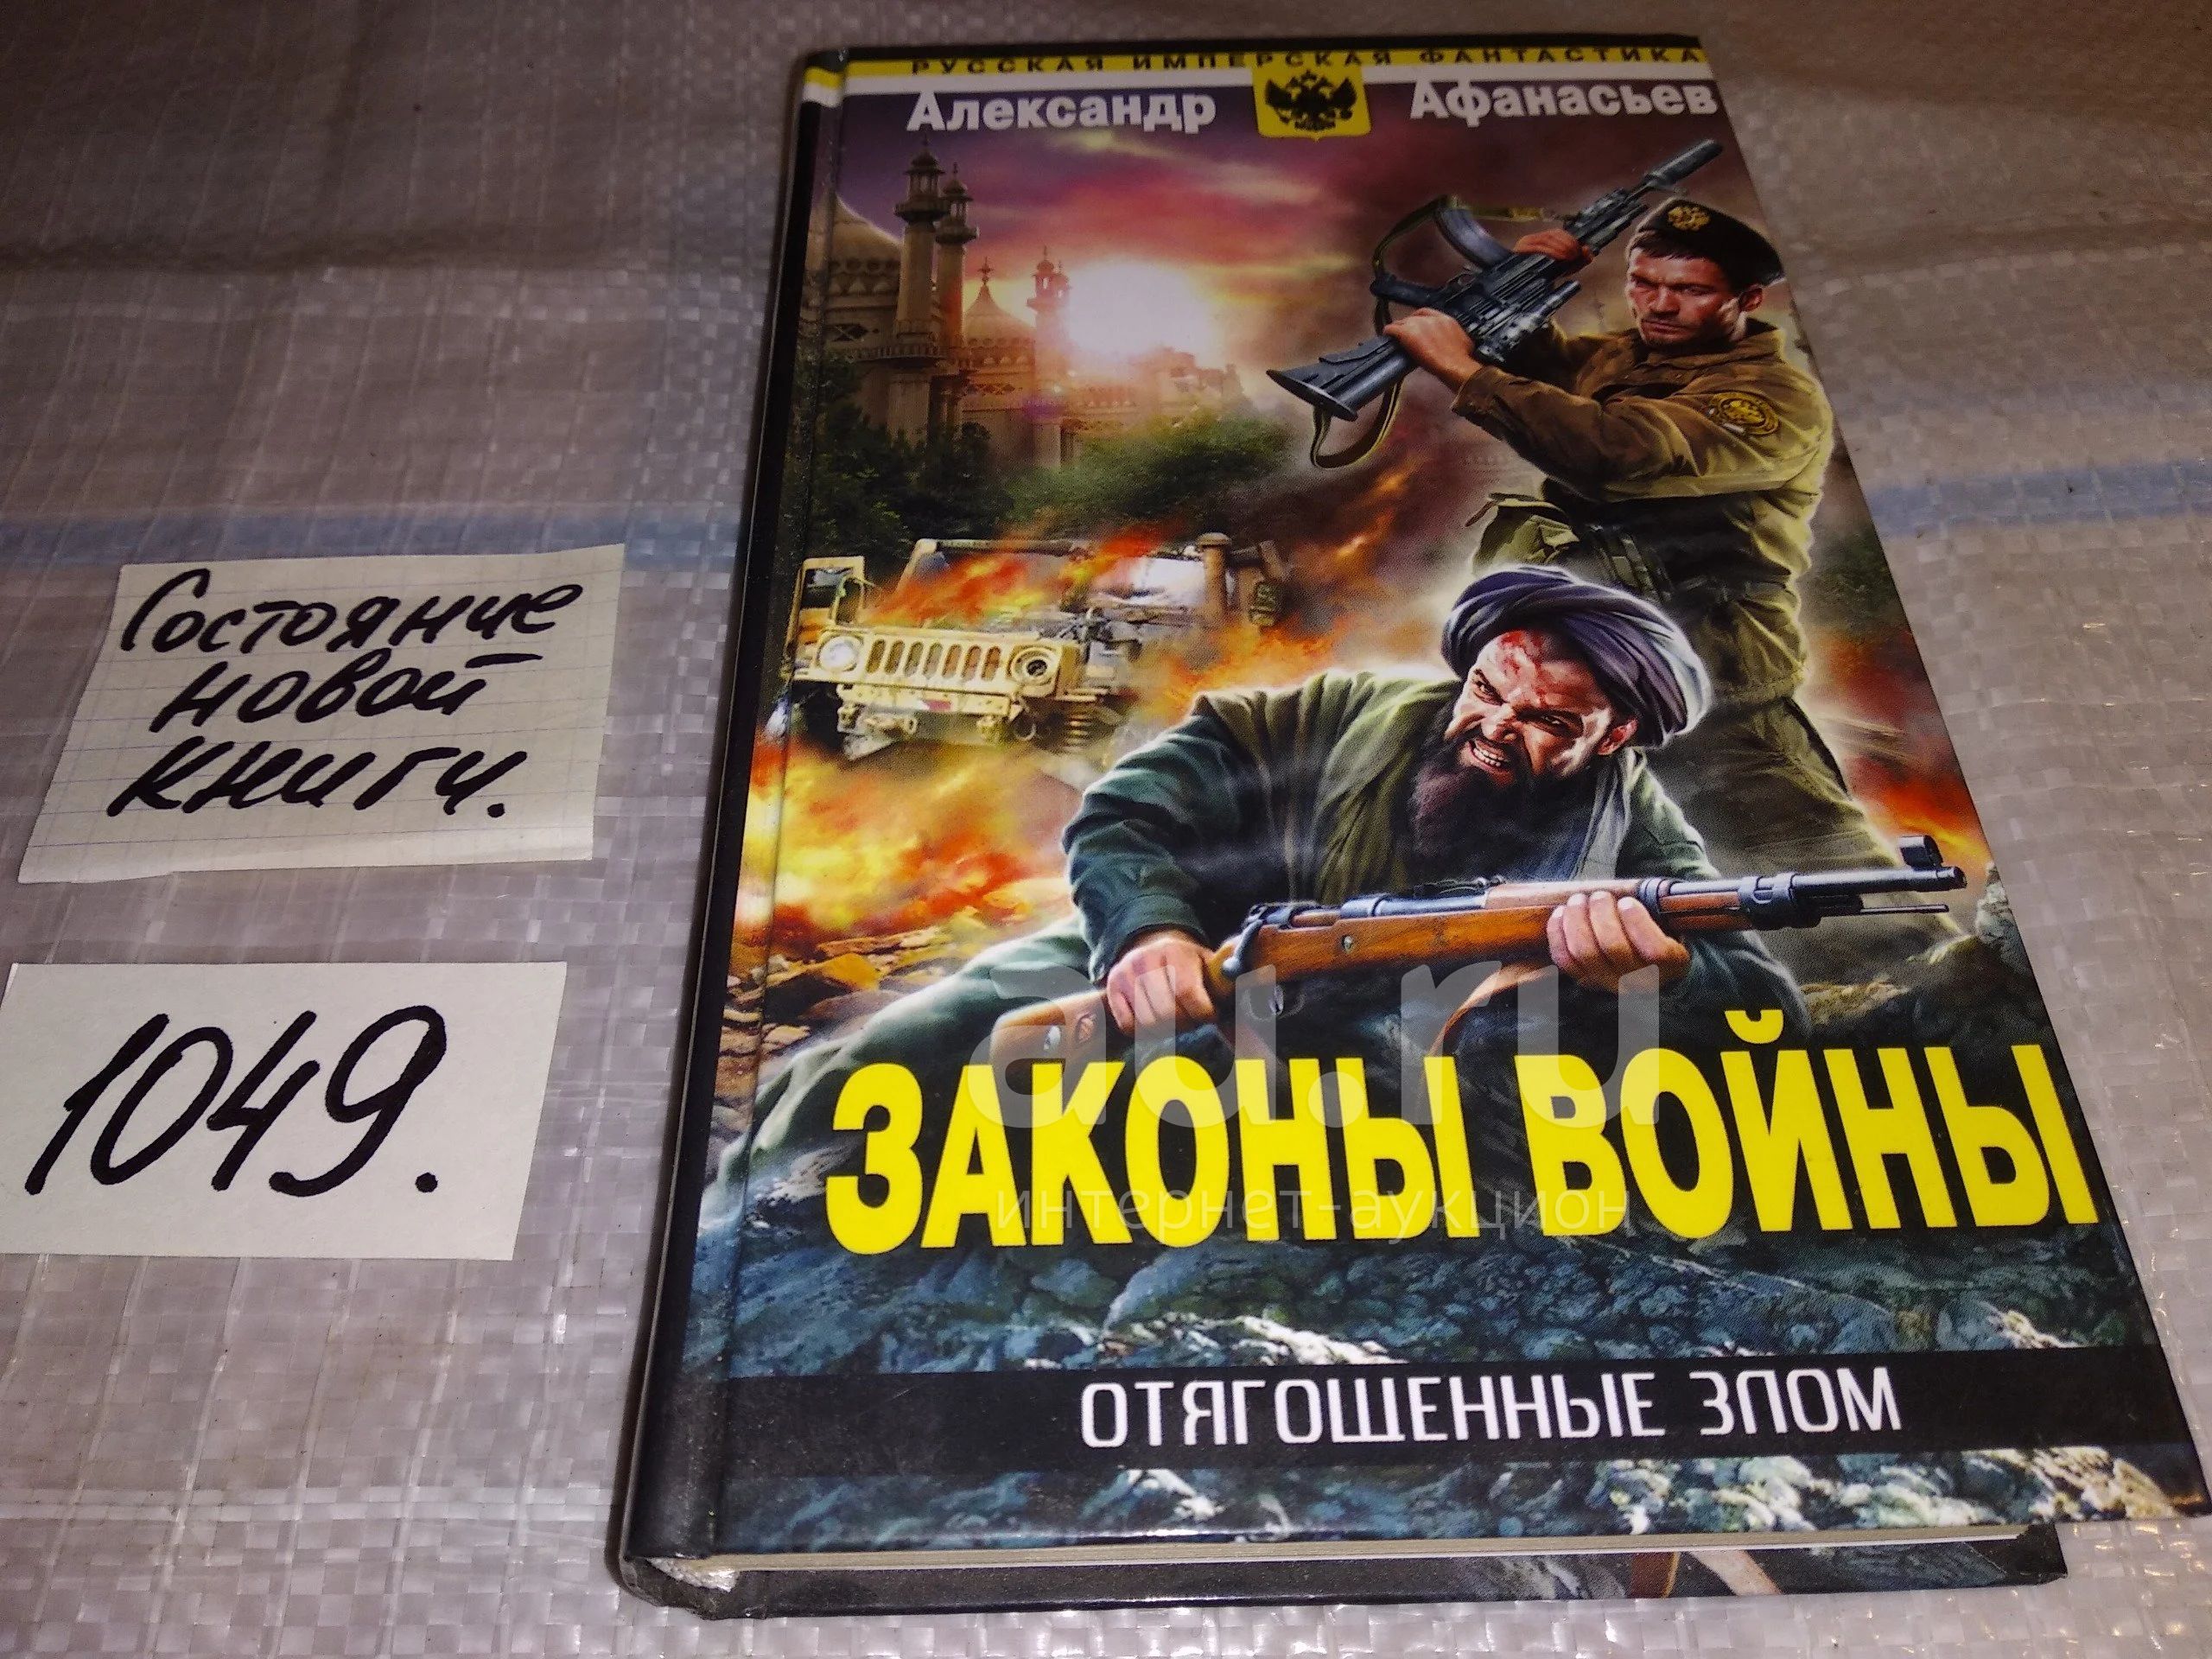 РУССКАЯ ИМПЕРСКАЯ ФАНТАСТИКА
Александр Афанасьев
Состояние
новой
книги.
1049.
au.ru
ЗАКОНЫ ВОЙНЫ
интернет-аукцион
ОТЯГОЩЕННЫЕ ЗЛОМ